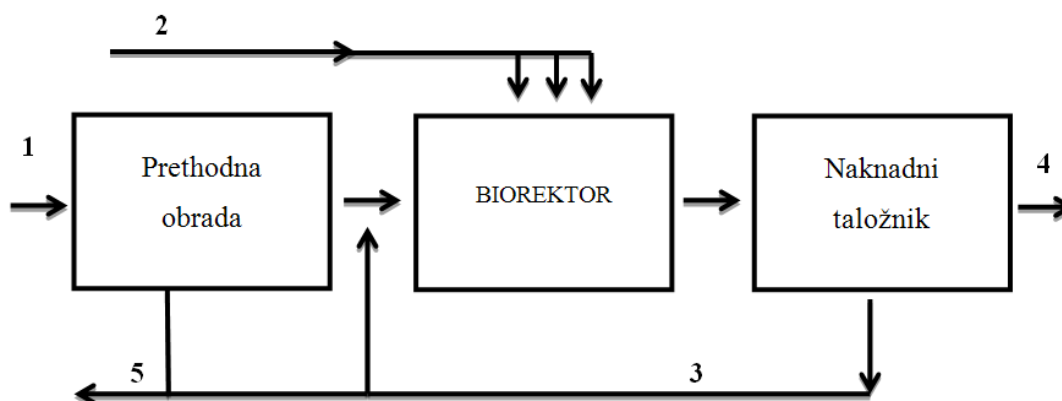 2
1
Prethodna
obrada
BIOREKTOR
Naknadni
taložnik
4
5
3